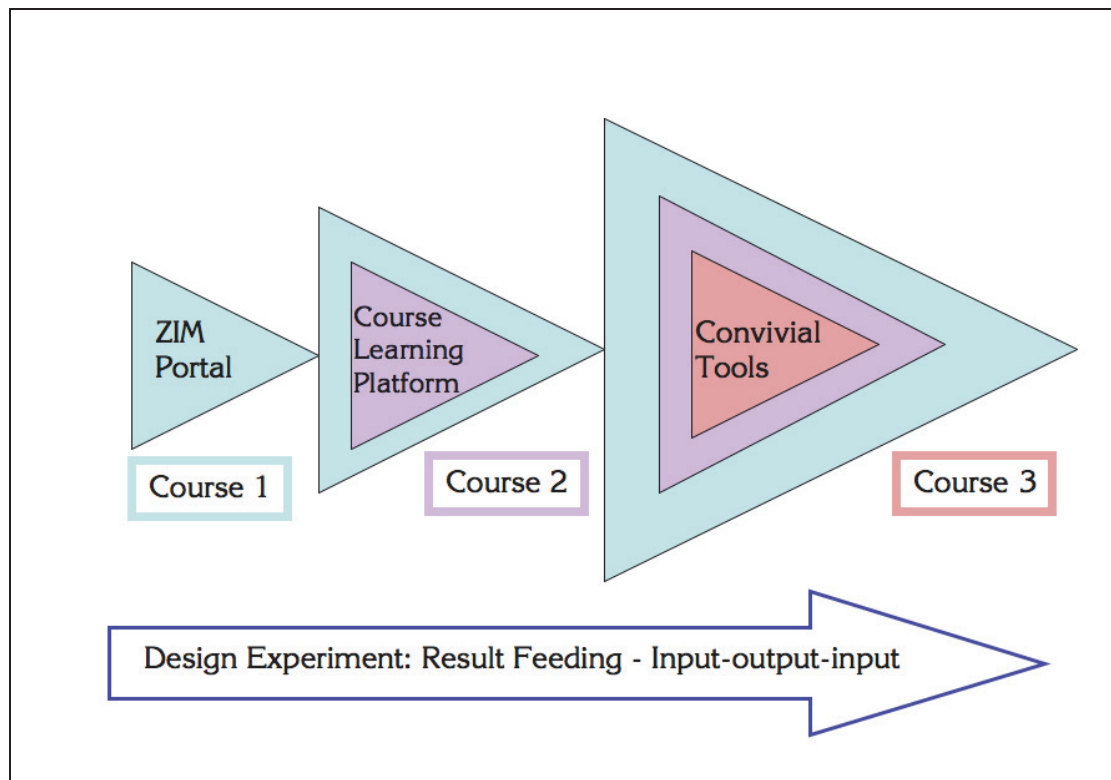 ZIM
Portal
Course
Learning
Platform
Convivial
Tools
Course 1
Course 2
Course 3
Design Experiment: Result Feeding - Input-output-input